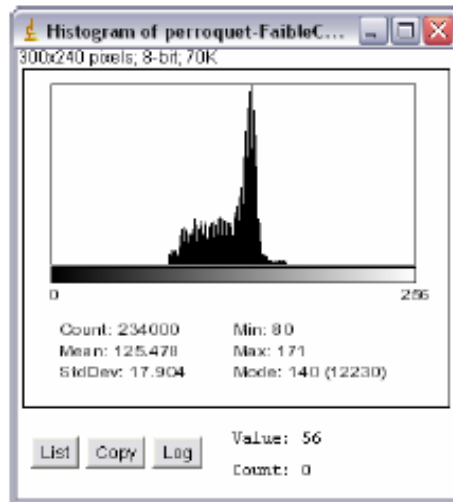 Histogram of perroquet-FaibleC...
300x240 pixels; 8-bit; 70K
0 256
Count: 234000 Min: 80
Mean: 125.478 Max: 171
StdDev: 17.904 Mode: 140 (12230)
List Copy Log Value: 56
Count: 0